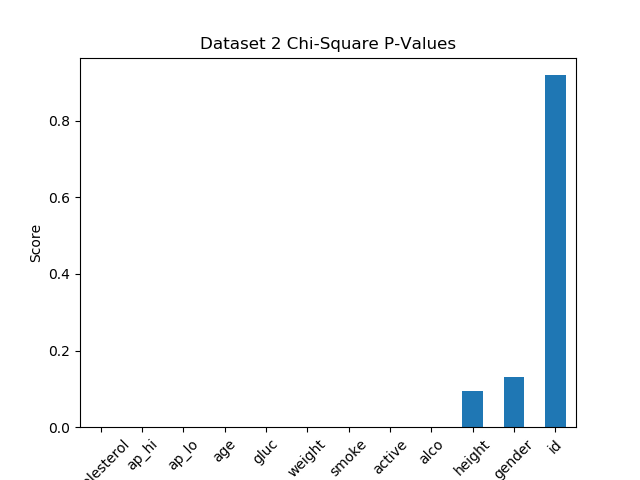 Dataset 2 Chi-Square P-Values
Score
0.8
0.6
0.4
0.2
0.0
olesterol
ap_hi
ap_lo
age
gluc
weight
smoke
active
alco
height
gender
id